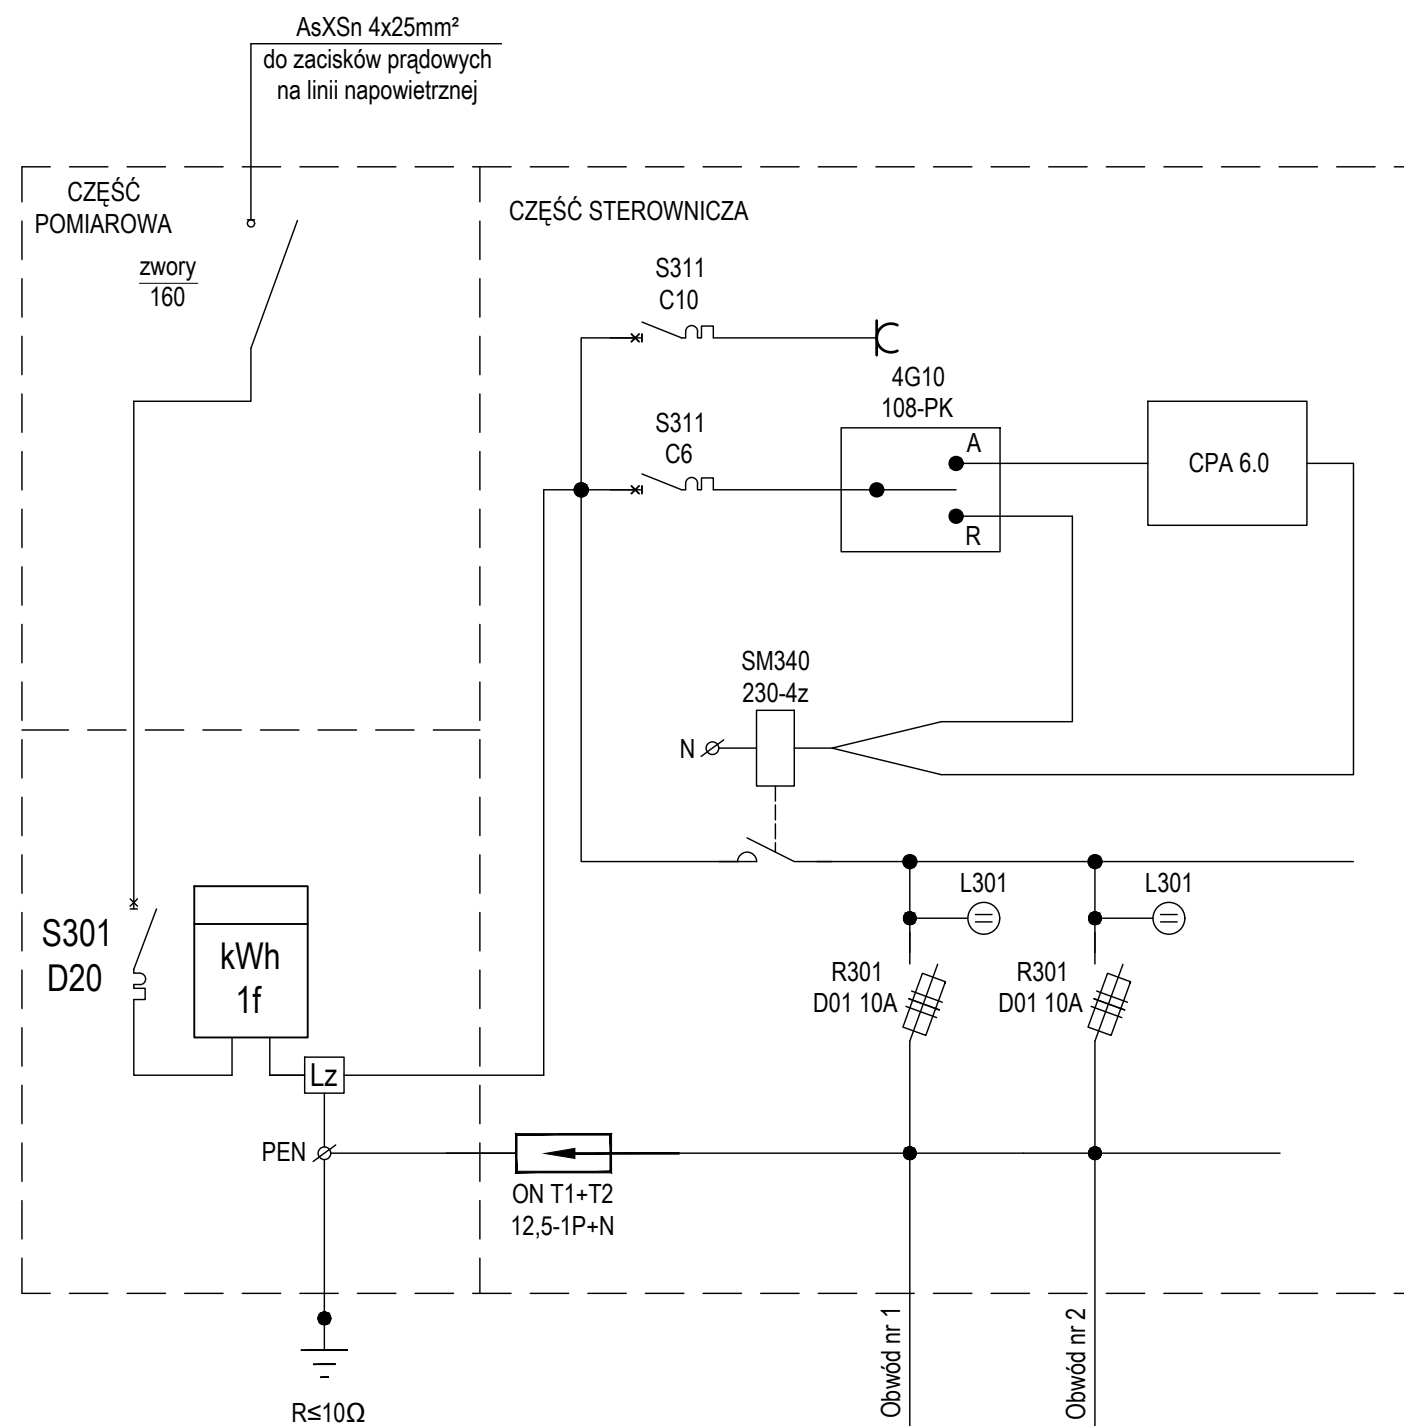 AsXSn 4x25mm²
do zacisków prądowych
na linii napowietrznej
CZĘŚĆ
POMIAROWA
zwory
160
CZĘŚĆ STEROWNICZA
S311
C10
4G10
108-PK
S311
C6
A
R
CPA 6.0
SM340
230-4z
N
L301
L301
R301
D01 10A
R301
D01 10A
S301
D20
kWh
1f
Lz
PEN
ON T1+T2
12,5-1P+N
Obwód nr 1
Obwód nr 2
R≤10Ω